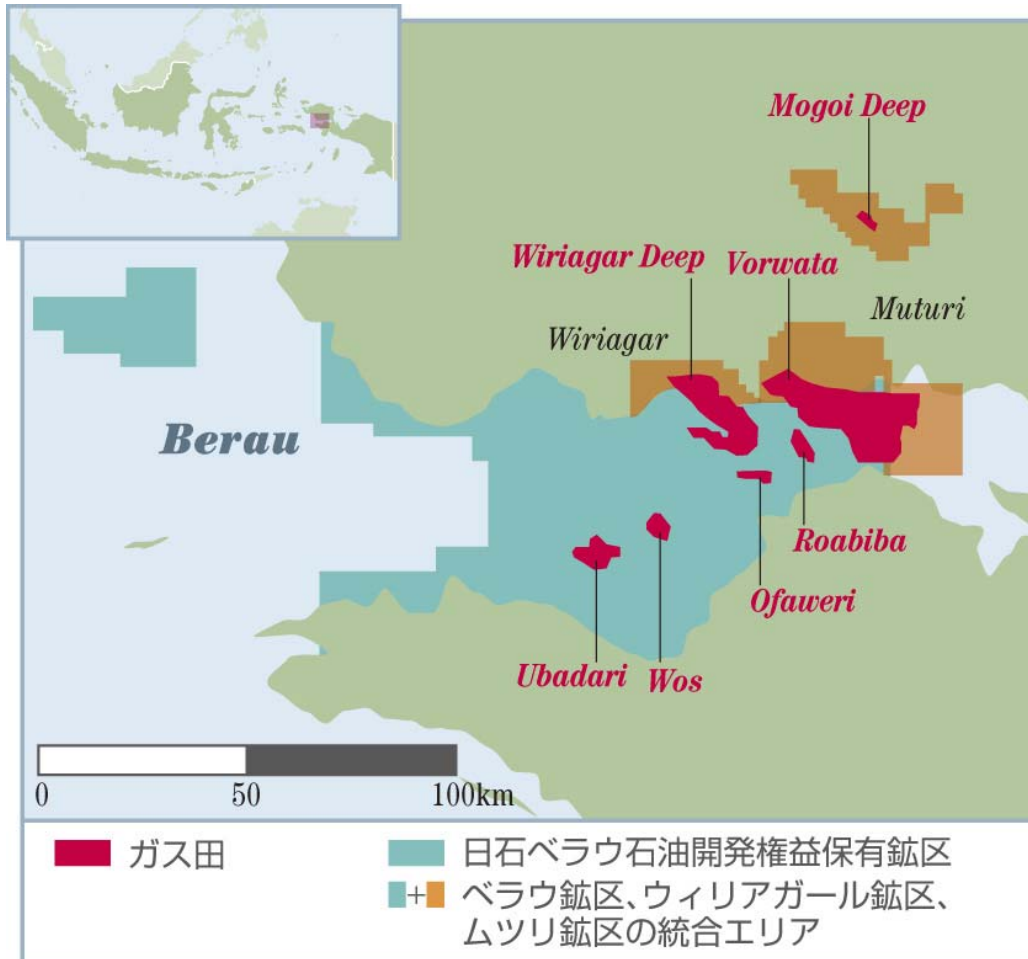 Mogoi Deep
Wiriagar Deep
Vorwata
Muturi
Wiriagar
Berau
Roabiba
Ofaweri
Ubadari
Wos
0
50
100km
ガス田
日石ベラウ石油開発権益保有鉱区
+
ベラウ鉱区、ウィリアガール鉱区、
ムツリ鉱区の統合エリア